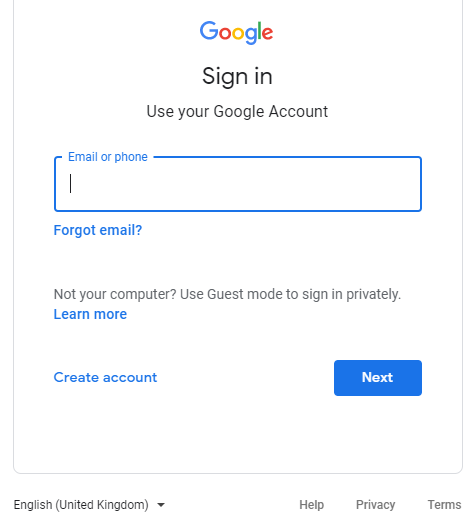 Google
Sign in
Use your Google Account
Email or phone
Forgot email?
Not your computer? Use Guest mode to sign in privately.
Learn more
Create account
Next
English (United Kingdom)
Help
Privacy
Terms